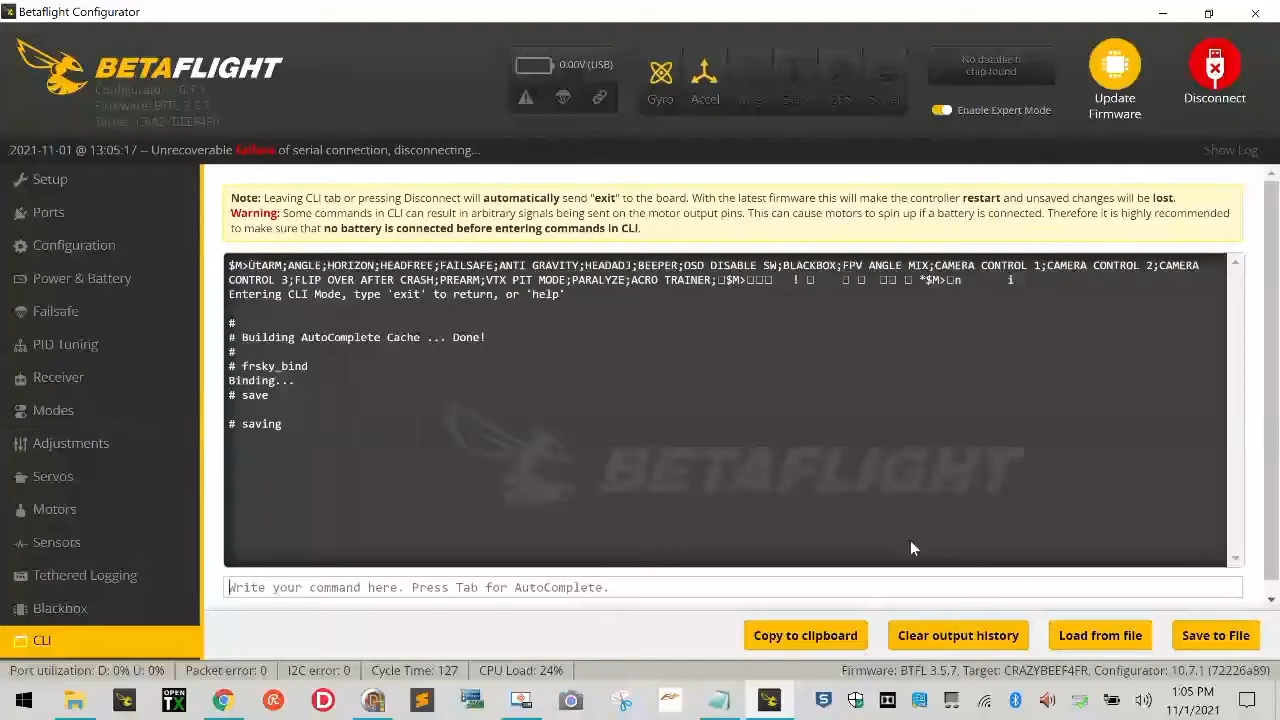 Betaflight Configurator
BETAFLIGHT
0.00V (USB)
Gyro
Accel
No dataflash
chip found
Enable Expert Mode
Update
Firmware
Disconnect
2021-11-01 @ 13:05:17 -- Unrecoverable failure of serial connection, disconnecting...
Show Log
Setup
Ports
Configuration
Power & Battery
Failsafe
PID Tuning
Receiver
Modes
Adjustments
Servos
Motors
Sensors
Tethered Logging
Blackbox
CLI
Note: Leaving CLI tab or pressing Disconnect will automatically send "exit" to the board. With the latest firmware this will make the controller restart and unsaved changes will be lost.
Warning: Some commands in CLI can result in arbitrary signals being sent on the motor output pins. This can cause motors to spin up if a battery is connected. Therefore it is highly recommended
to make sure that no battery is connected before entering commands in CLI.
$M>ÜtARM;ANGLE;HORIZON;HEADFREE;FAILSAFE;ANTI GRAVITY;HEADADJ;BEEPER;OSD DISABLE SW;BLACKBOX;FPV ANGLE MIX;CAMERA CONTROL 1;CAMERA CONTROL 2;CAMERA
CONTROL 3;FLIP OVER AFTER CRASH;PREARM;VTX PIT MODE;PARALYZE;ACRO TRAINER;□$M>□□□ ! □ □ □ □□ □ *$M>□n i
Entering CLI Mode, type 'exit' to return, or 'help'
#
# Building AutoComplete Cache ... Done!
#
# frsky_bind
Binding...
# save
# saving
BETAFLIGHT
Write your command here. Press Tab for AutoComplete.
Copy to clipboard
Clear output history
Load from file
Save to File
Port utilization: D: 0% U: 0%
Packet error: 0
I2C error: 0
Cycle Time: 127
CPU Load: 24%
Firmware: BTFL 3.5.7, Target: CRAZYBEEF4FR, Configurator: 10.7.1 (72226a89)
OPEN
TX
1:05 PM
11/1/2021